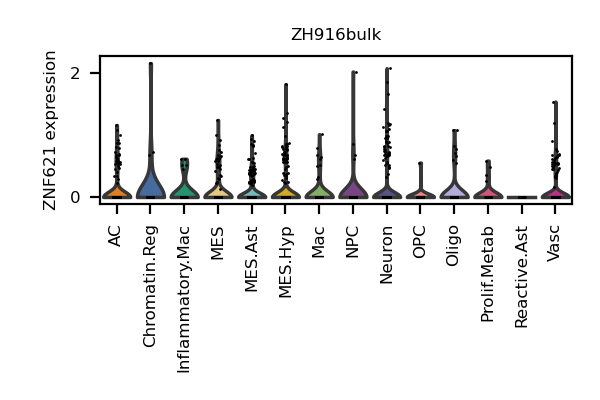 ZH916bulk
ZNF621 expression
2
0
AC
Chromatin.Reg
Inflammatory.Mac
MES
MES.Ast
MES.Hyp
Mac
NPC
Neuron
OPC
Oligo
Prolif.Metab
Reactive.Ast
Vasc